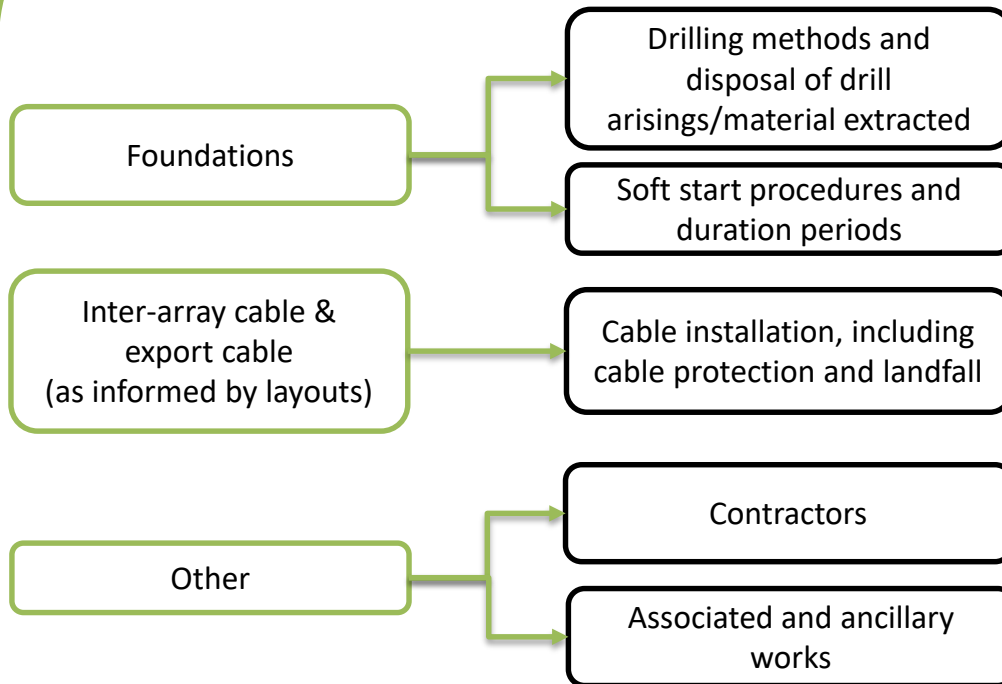 Foundations
Drilling methods and
disposal of drill
arisings/material extracted
Soft start procedures and
duration periods
Inter-array cable &
export cable
(as informed by layouts)
Cable installation, including
cable protection and landfall
Other
Contractors
Associated and ancillary
works